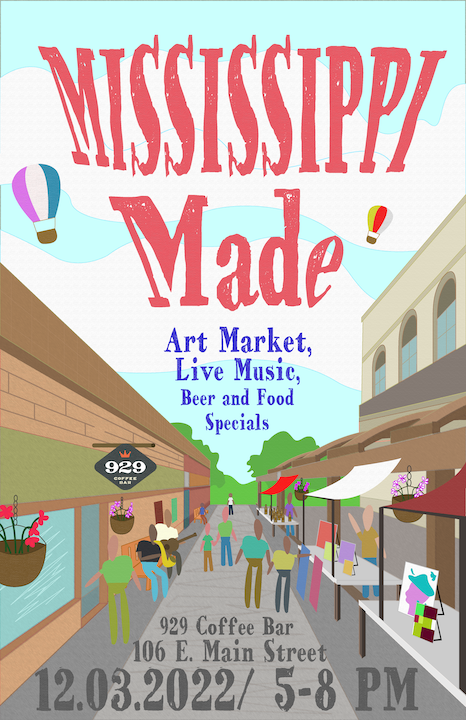 MISSISSIPPI
Made
Art Market,
Live Music,
Beer and Food
Specials
929
COFFEE
BAR
929 Coffee Bar
106 E. Main Street
12.03.2022/ 5-8 PM